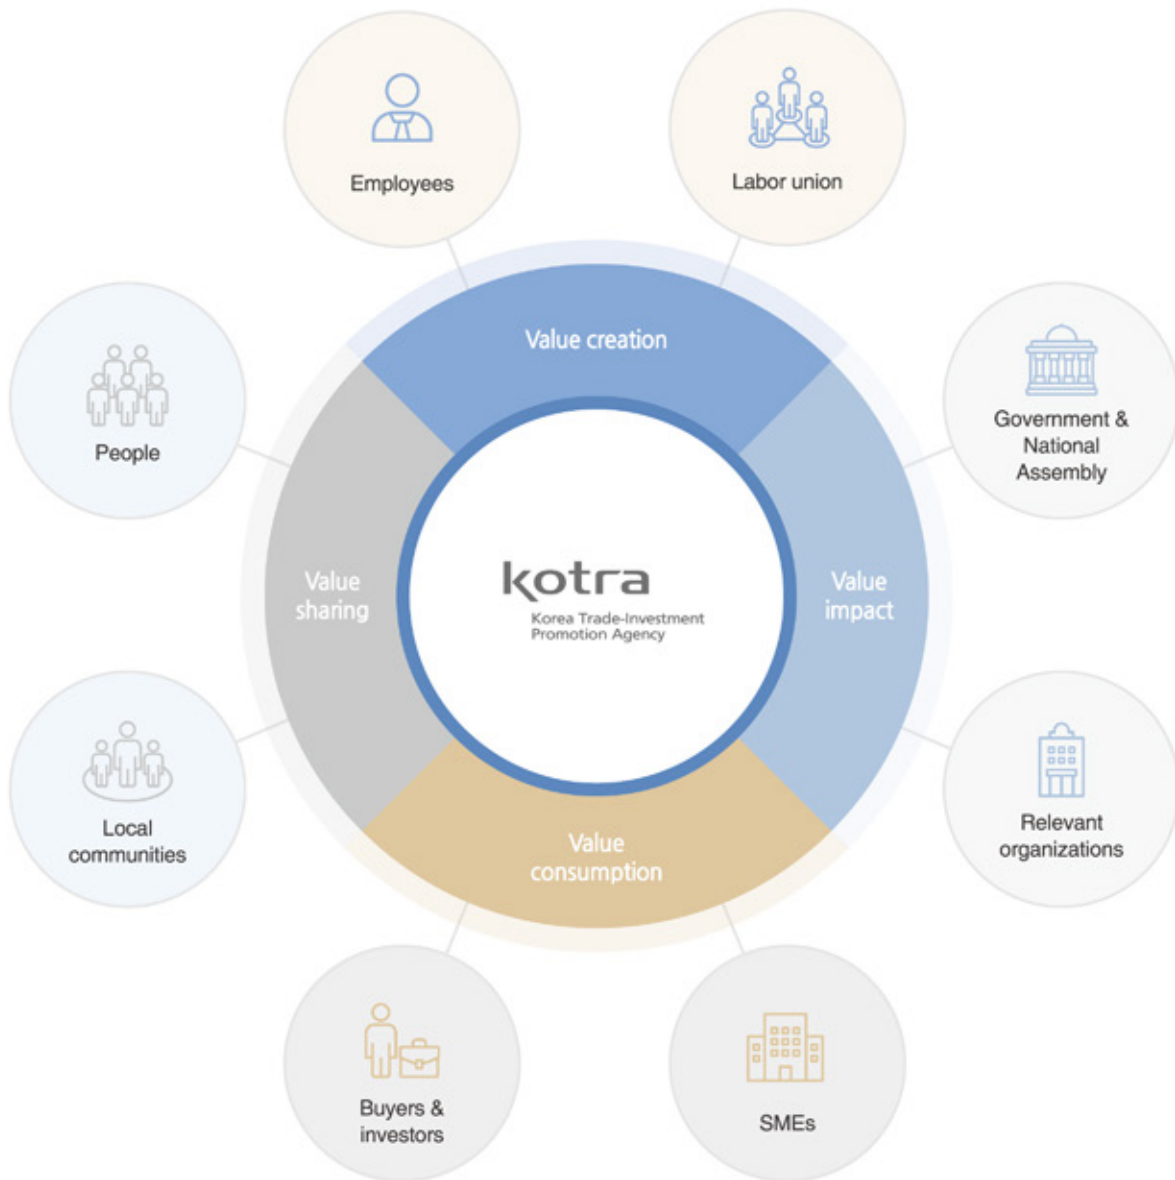 Employees
Labor union
Value creation
People
Government &
National
Assembly
Value
sharing
kotra
Korea Trade-Investment
Promotion Agency
Value
impact
Local
communities
Relevant
organizations
Value
consumption
Buyers &
investors
SMEs